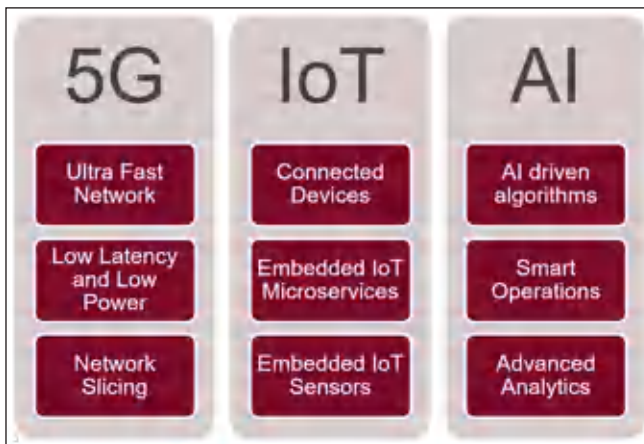 5G
Ultra Fast
Network
Low Latency
and Low
Power
Network
Slicing
IoT
Connected
Devices
Embedded IoT
Microservices
Embedded IoT
Sensors
AI
AI driven
algorithms
Smart
Operations
Advanced
Analytics